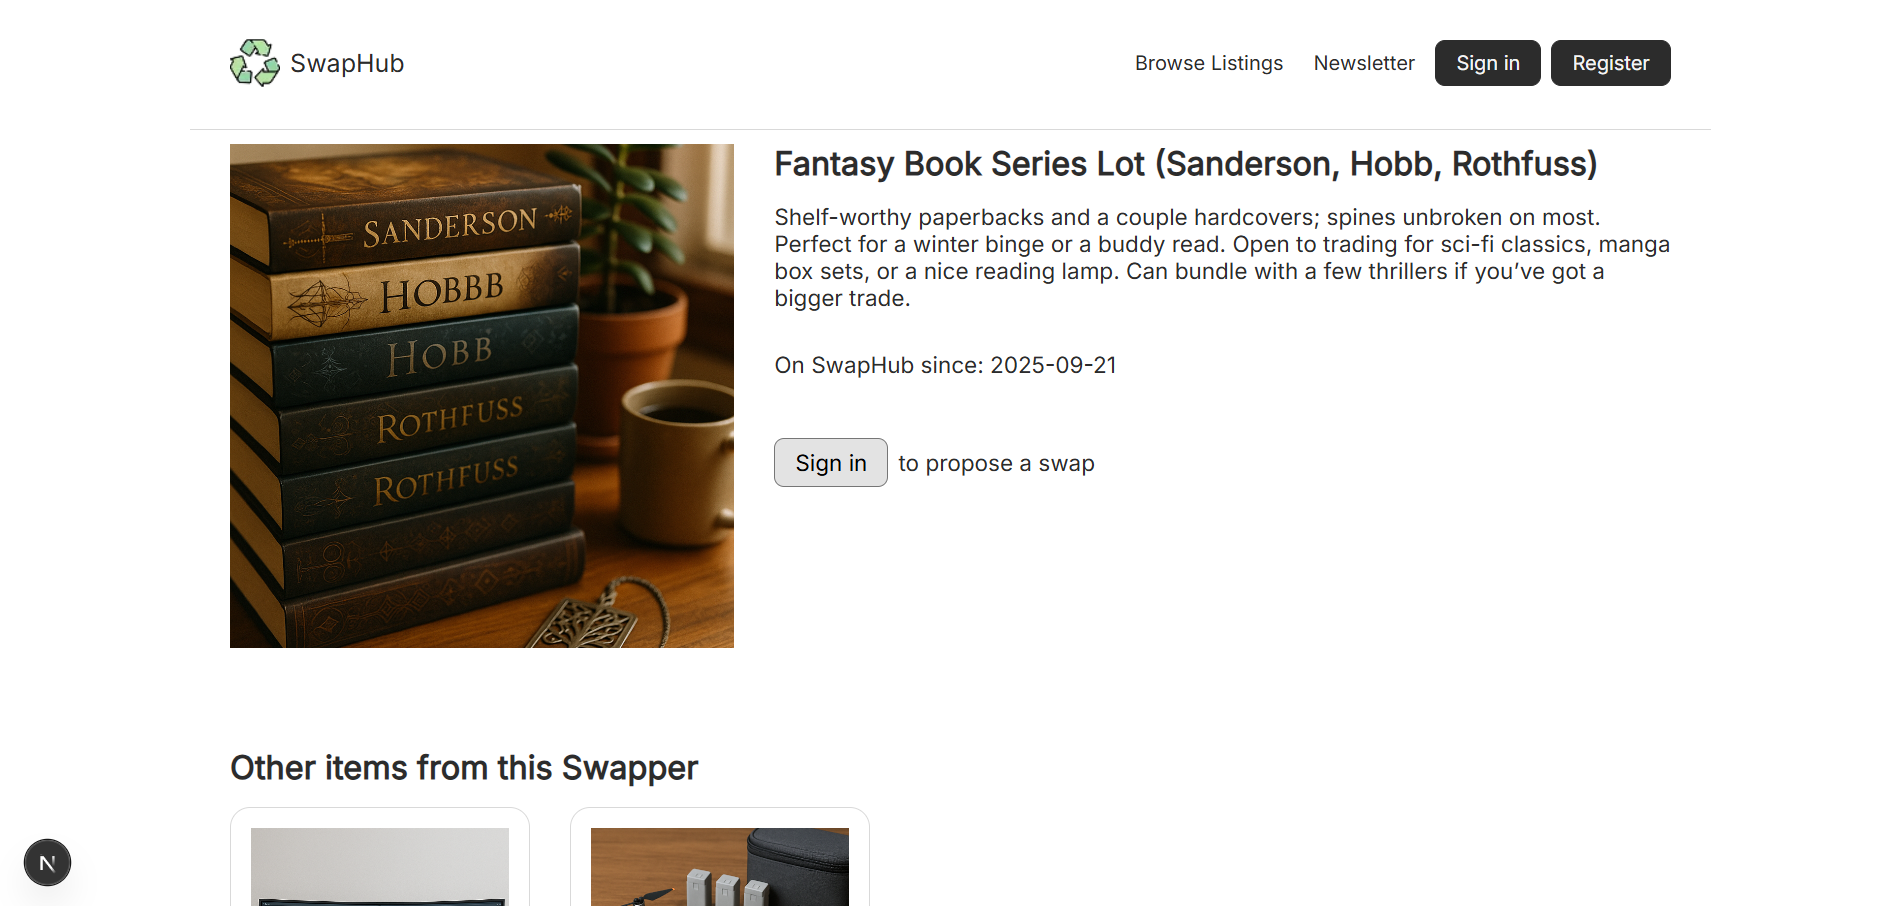 SwapHub
Browse Listings
Newsletter
Sign in
Register
SANDERSON
HOBBB
HOBB
ROTHFUSS
ROTHFUSS
Fantasy Book Series Lot (Sanderson, Hobb, Rothfuss)
Shelf-worthy paperbacks and a couple hardcovers; spines unbroken on most.
Perfect for a winter binge or a buddy read. Open to trading for sci-fi classics, manga
box sets, or a nice reading lamp. Can bundle with a few thrillers if you’ve got a
bigger trade.
On SwapHub since: 2025-09-21
Sign in to propose a swap
Other items from this Swapper
N